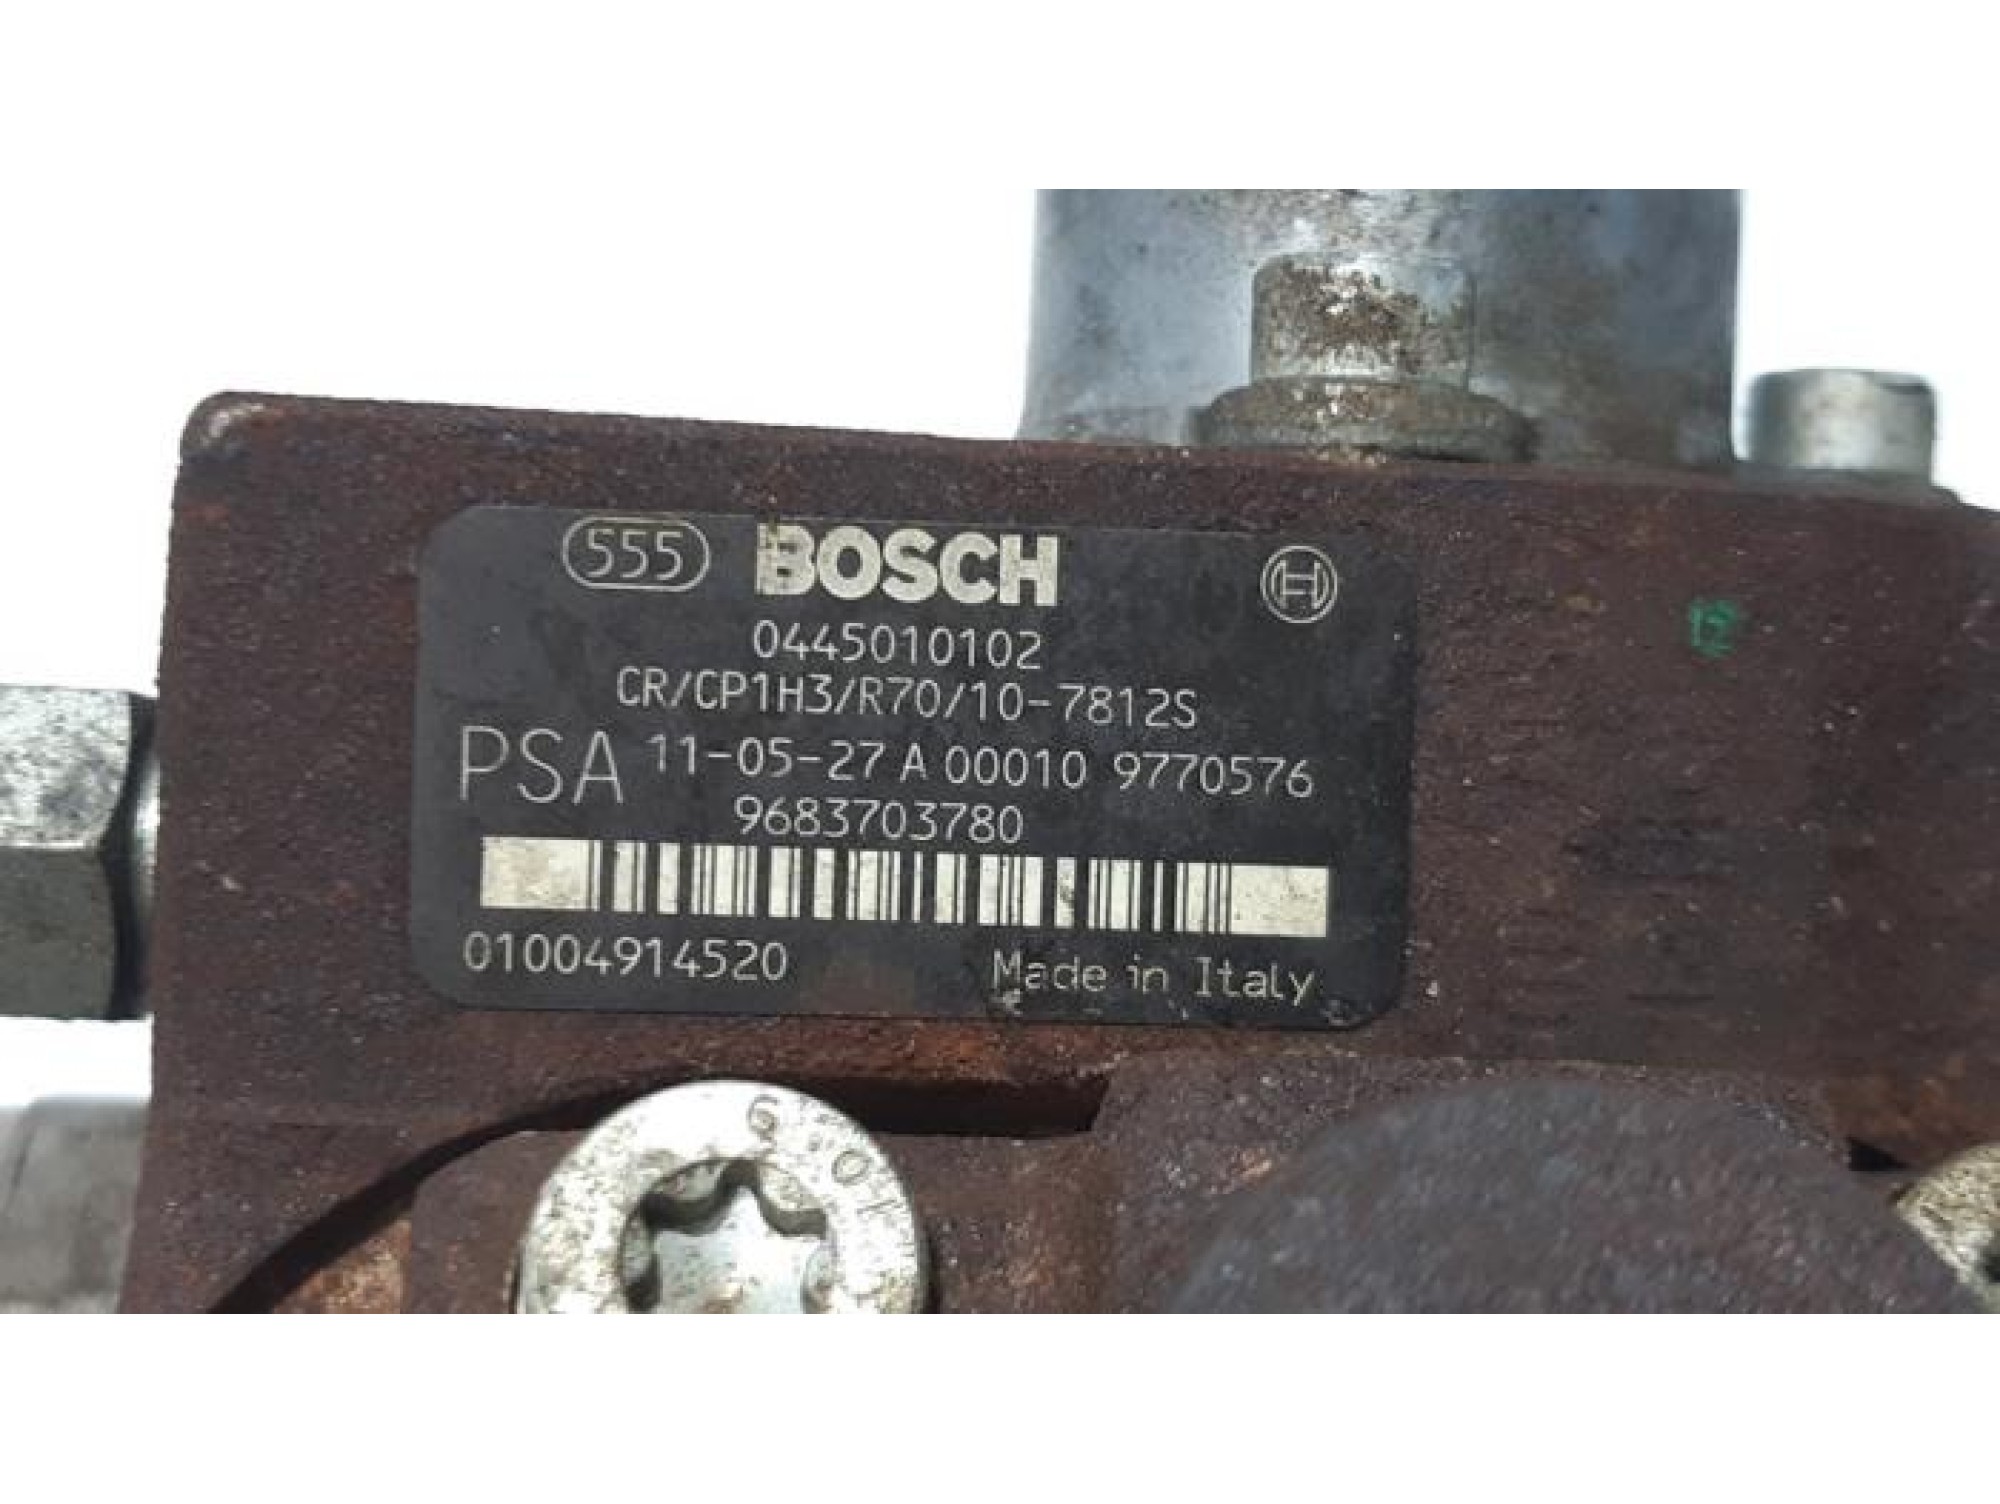 555 BOSCH
0445010102
CR/CP1H3/R70/10-7812S
PSA 11-05-27 A 00010 9770576
9683703780
01004914520 Made in Italy
12